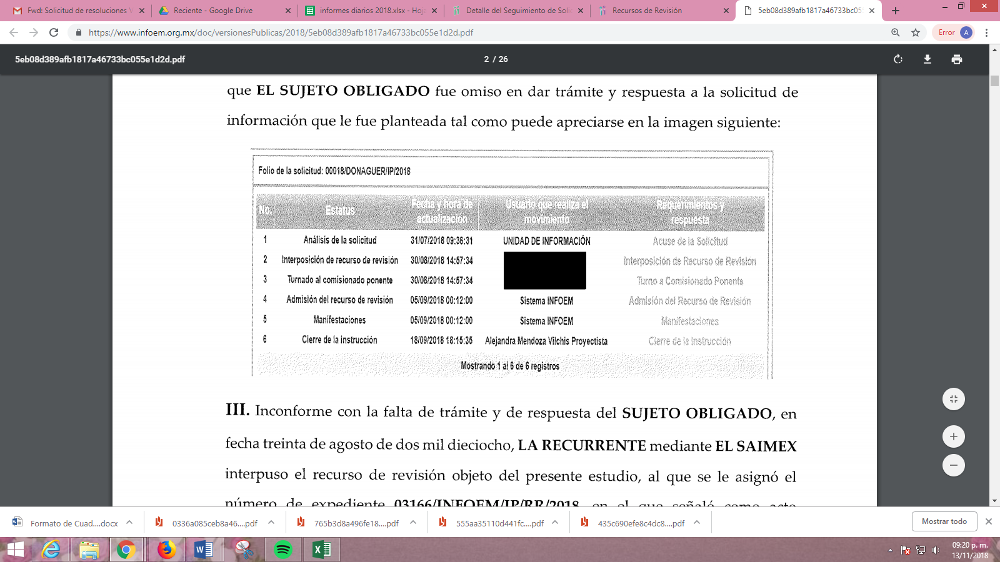 Fwd: Solicitud de resoluciones V
Reciente - Google Drive
informes diarios 2018.xlsx - Hoja
Detalle del Seguimiento de Solic
Recursos de Revisión
5eb08d389afb1817a46733bc055
https://www.infoem.org.mx/doc/versionesPublicas/2018/5eb08d389afb1817a46733bc055e1d2d.pdf
Error A
5eb08d389afb1817a46733bc055e1d2d.pdf
2 / 26
que EL SUJETO OBLIGADO fue omiso en dar trámite y respuesta a la solicitud de
información que le fue planteada tal como puede apreciarse en la imagen siguiente:
Folio de la solicitud: 00018/DONAGUER/IP/2018
No. Estatus Fecha y hora de actualización Usuario que realiza el movimiento Requerimientos y respuesta
1 Análisis de la solicitud 31/07/2018 09:36:31 UNIDAD DE INFORMACIÓN Acuse de la Solicitud
2 Interposición de recurso de revisión 30/08/2018 14:57:34 Interposición de Recurso de Revisión
3 Turnado al comisionado ponente 30/08/2018 14:57:34 Turno a Comisionado Ponente
4 Admisión del recurso de revisión 05/09/2018 00:12:00 Sistema INFOEM Admisión del Recurso de Revisión
5 Manifestaciones 05/09/2018 00:12:00 Sistema INFOEM Manifestaciones
6 Cierre de la instrucción 18/09/2018 18:15:35 Alejandra Mendoza Vilchis Proyectista Cierre de la Instrucción
Mostrando 1 al 6 de 6 registros
III. Inconforme con la falta de trámite y de respuesta del SUJETO OBLIGADO, en
fecha treinta de agosto de dos mil dieciocho, LA RECURRENTE mediante EL SAIMEX
interpuso el recurso de revisión objeto del presente estudio, al que se le asignó el
número de expediente 03166/INFOEM/IP/RR/2018, en el que señaló como acto
Formato de Cuad....docx
0336a085ceb8a46....pdf
765b3d8a496fe18....pdf
555aa35110d441fc....pdf
435c690efe8c4dc8....pdf
Mostrar todo
09:20 p. m.
13/11/2018